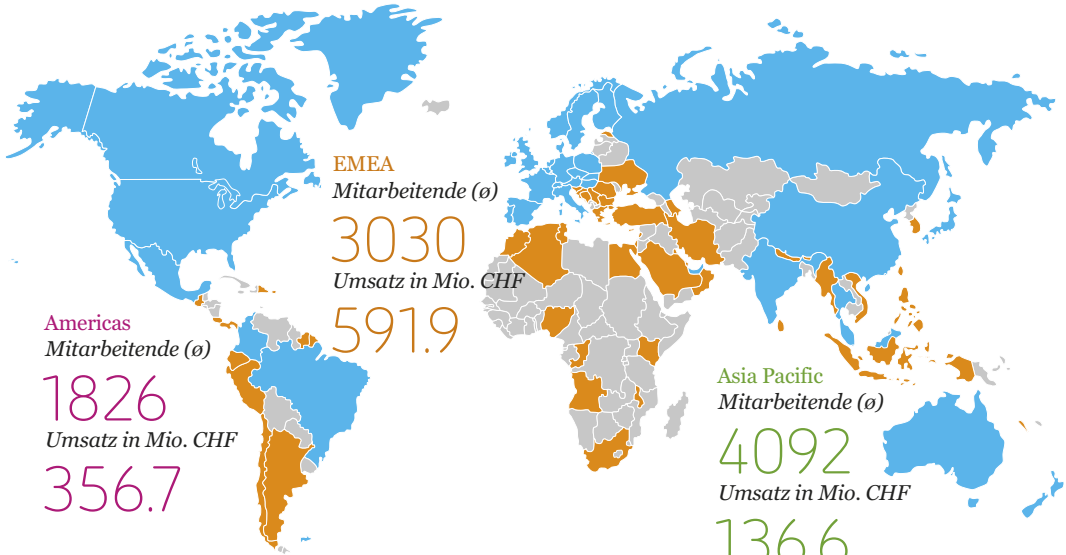 EMEA
Mitarbeitende (ø)
3030
Umsatz in Mio. CHF
591.9
Americas
Mitarbeitende (ø)
1826
Umsatz in Mio. CHF
356.7
Asia Pacific
Mitarbeitende (ø)
4092
Umsatz in Mio. CHF
136.6